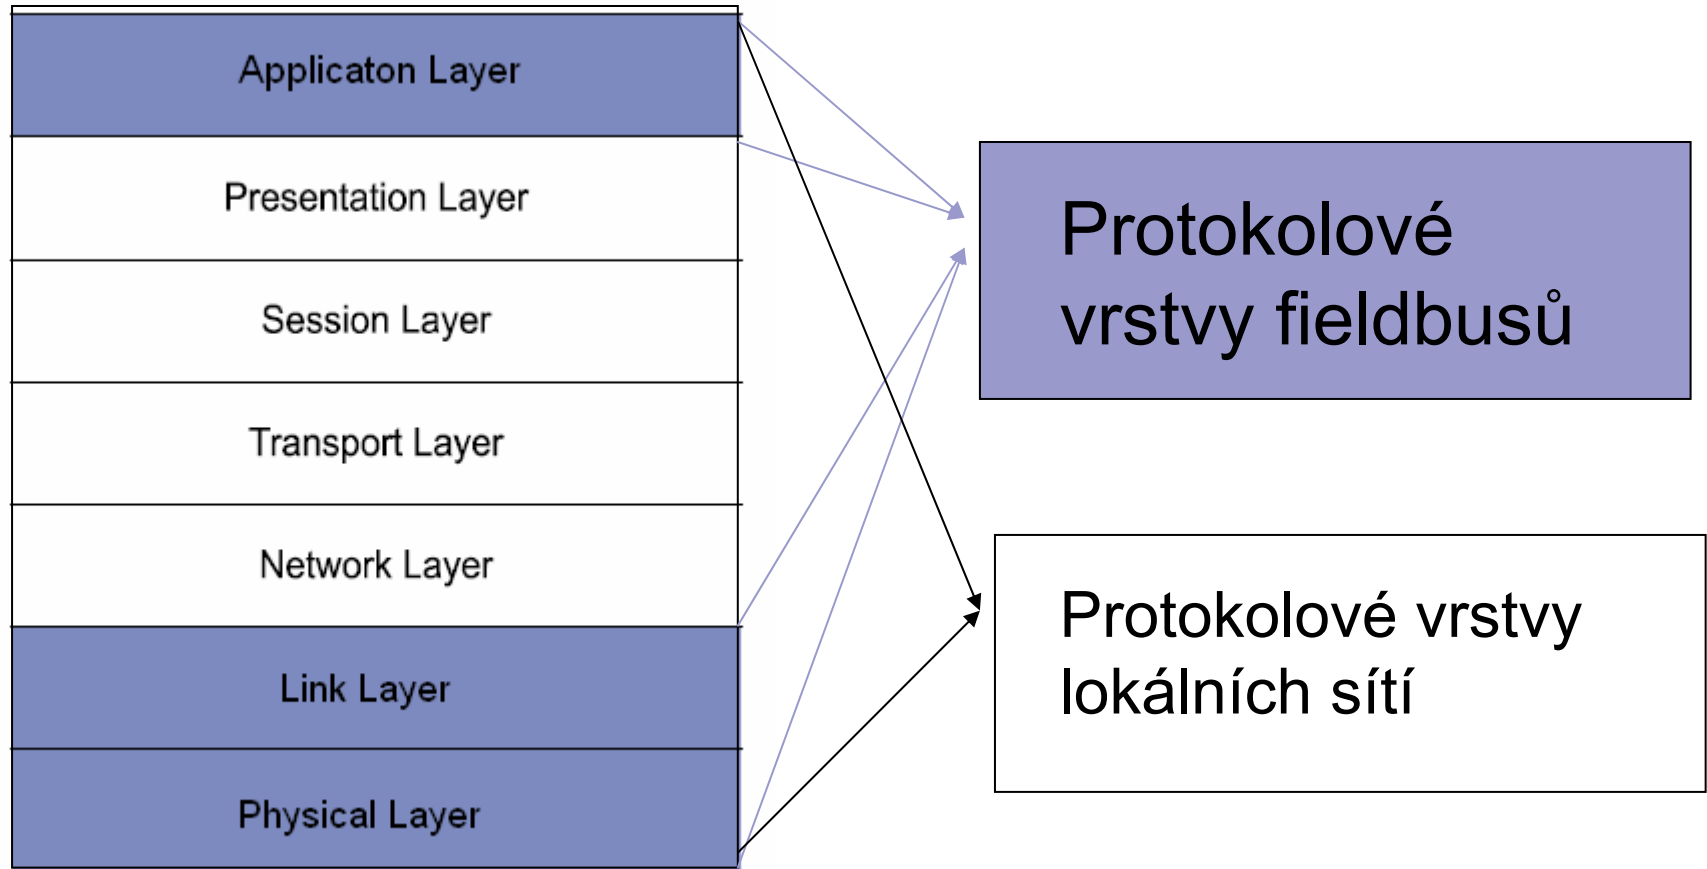 Applicaton Layer
Presentation Layer
Session Layer
Transport Layer
Network Layer
Link Layer
Physical Layer
Protokolové
vrstvy fieldbusů
Protokolové vrstvy
lokálních sítí